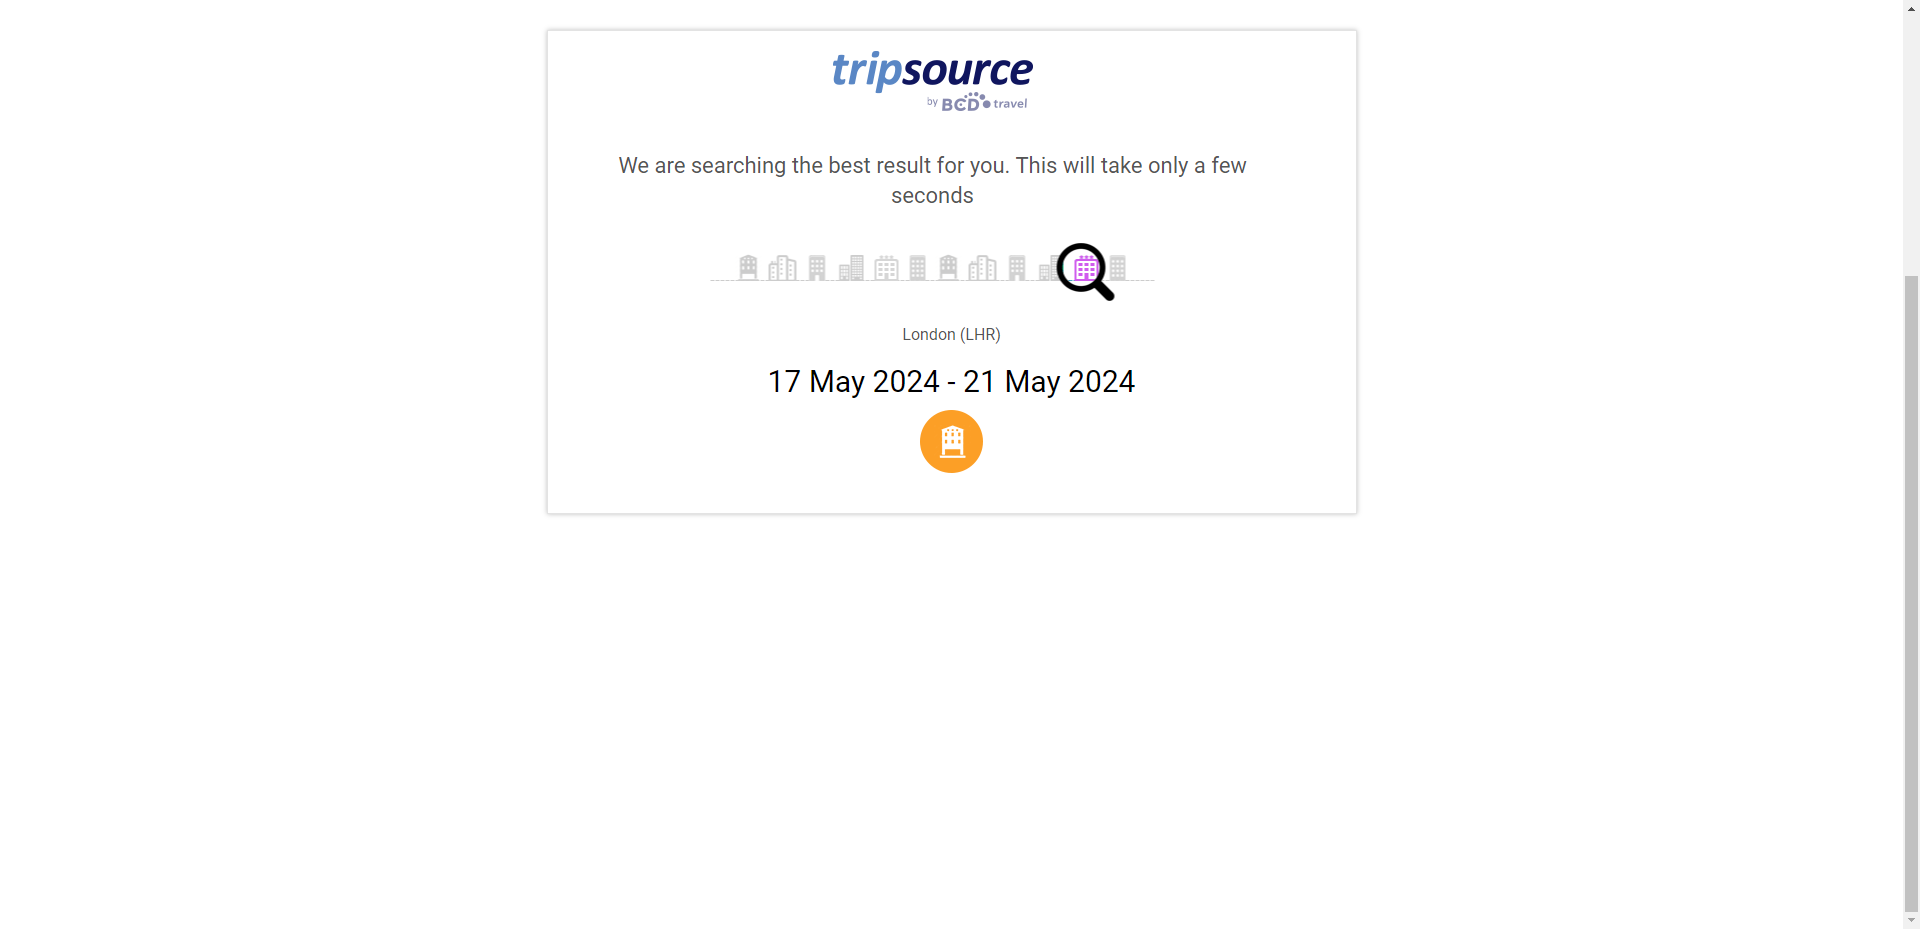 tripsource
by BCD travel
We are searching the best result for you. This will take only a few
seconds
London (LHR)
17 May 2024 - 21 May 2024